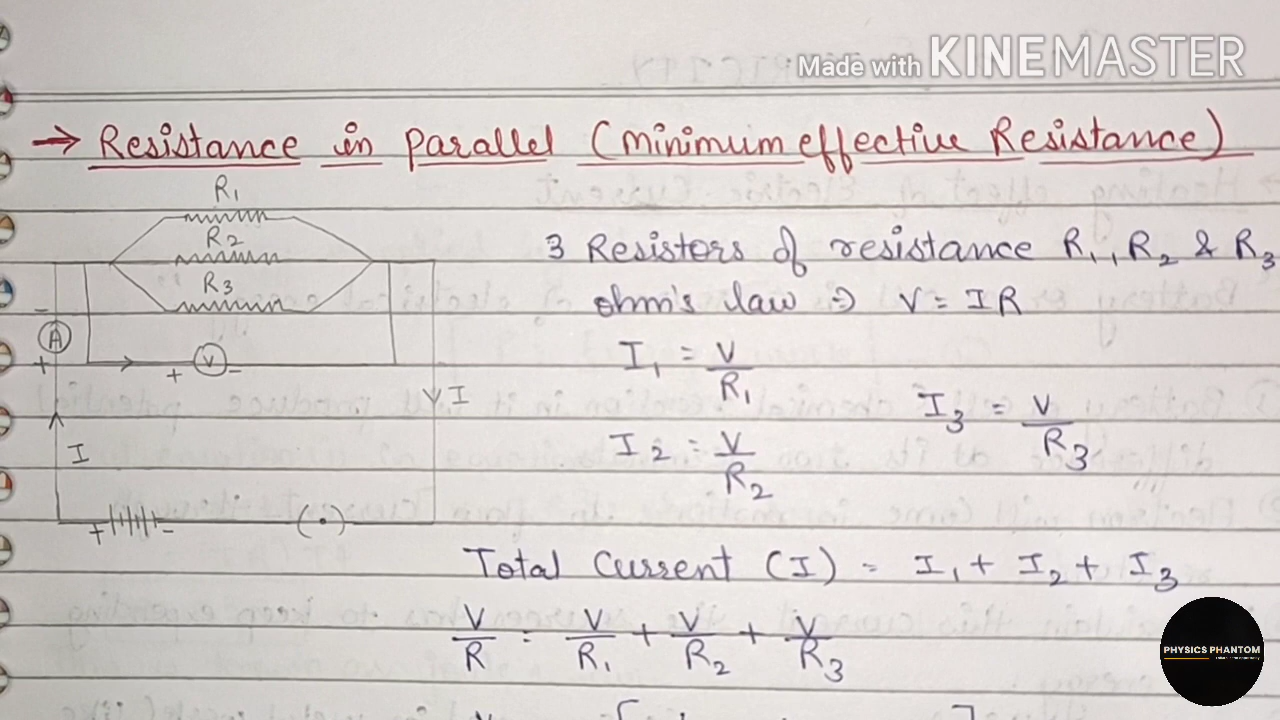 Made with KINEMASTER
→ Resistance in parallel (minimum effective Resistance)
R1
R2
R3
3 Resistors of resistance R1, R2 & R3
ohm's law ⇒ V = IR
I1 = V/R1
I3 = V/R3
I2 = V/R2
- A +
+ V -
I
I
+ -
(•)
Total Current (I) = I1 + I2 + I3
V/R = V/R1 + V/R2 + V/R3
PHYSICS PHANTOM